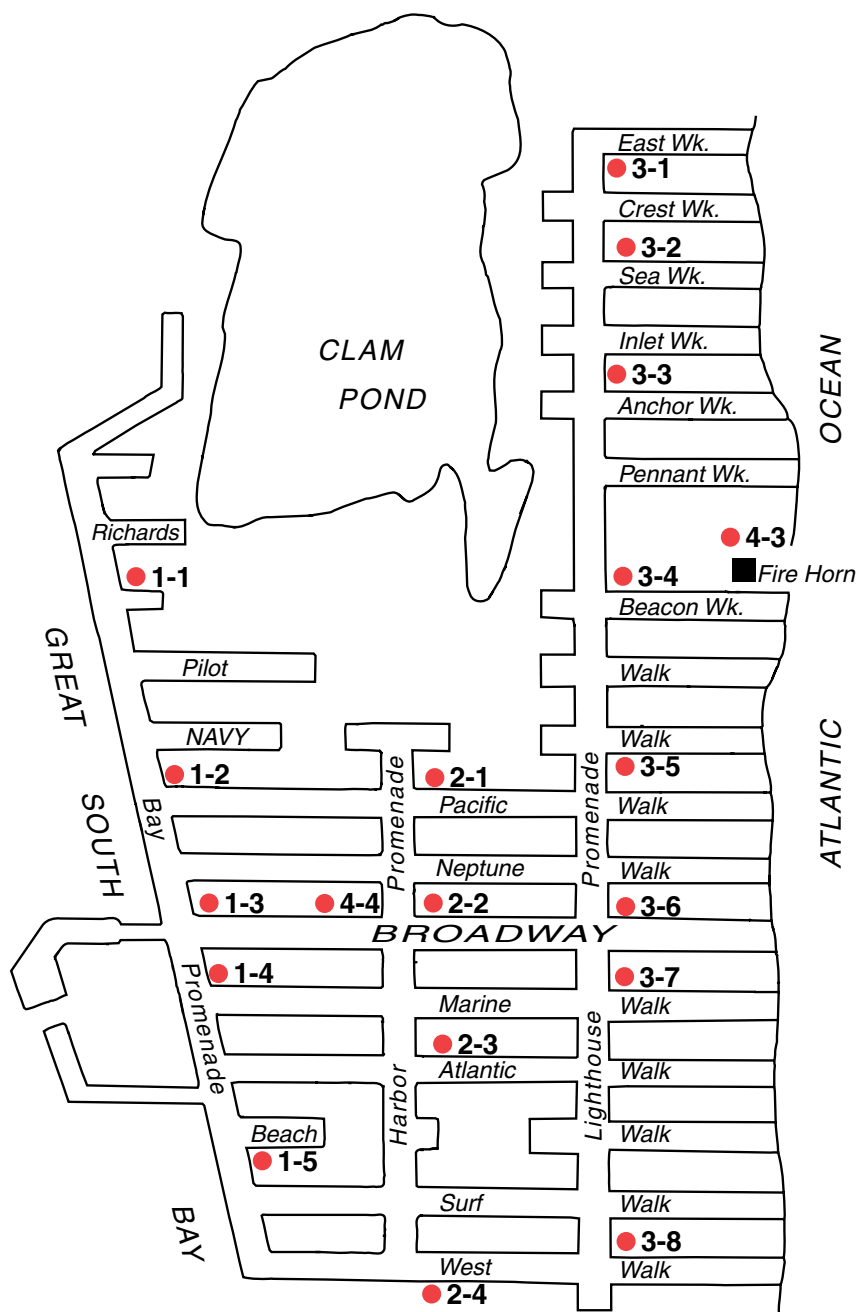 East Wk.
3-1
Crest Wk.
3-2
Sea Wk.
Inlet Wk.
3-3
Anchor Wk.
Pennant Wk.
4-3
Fire Horn
3-4
Beacon Wk.
Walk
Walk
3-5
Walk
Walk
3-6
3-7
Walk
Walk
Walk
Walk
3-8
Walk
CLAM
POND
OCEAN
ATLANTIC
Richards
1-1
Pilot
NAVY
1-2
2-1
Pacific
Neptune
1-3
4-4
2-2
BROADWAY
1-4
Marine
2-3
Atlantic
Beach
1-5
Surf
West
2-4
GREAT
SOUTH
BAY
Bay
Promenade
Harbor
Promenade
Lighthouse
Promenade